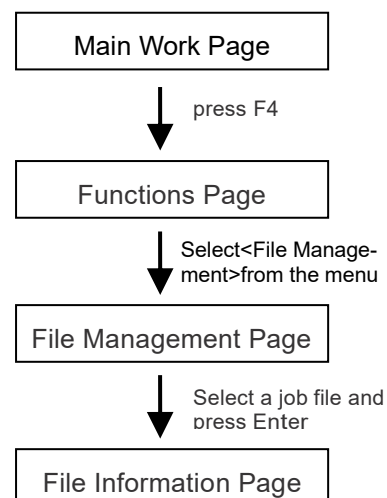 Main Work Page
press F4
Functions Page
Select<File Manage-
ment>from the menu
File Management Page
Select a job file and
press Enter
File Information Page